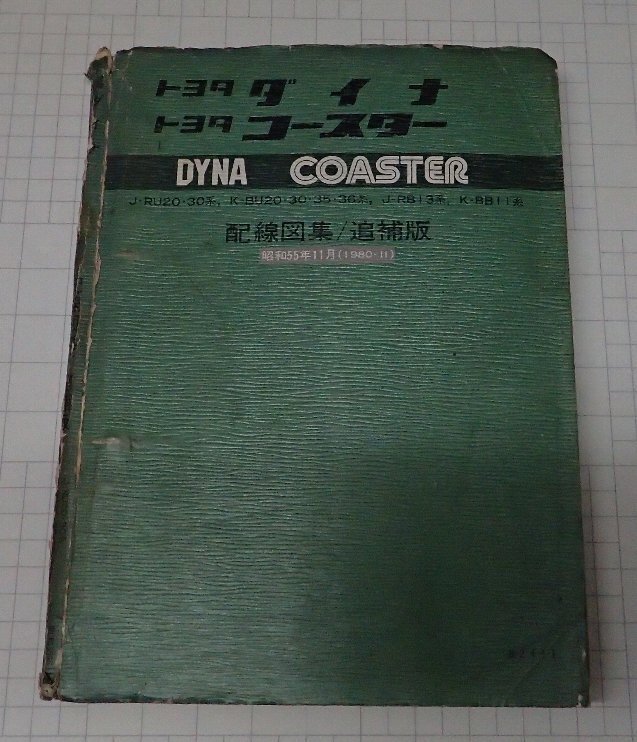 トヨタ ダイナ
トヨタ コースター
DYNA COASTER
J-RU20·30系, K-BU20·30·35·36系, J-RB13系, K-BB11系
配線図集/追補版
昭和55年11月(1980-11)